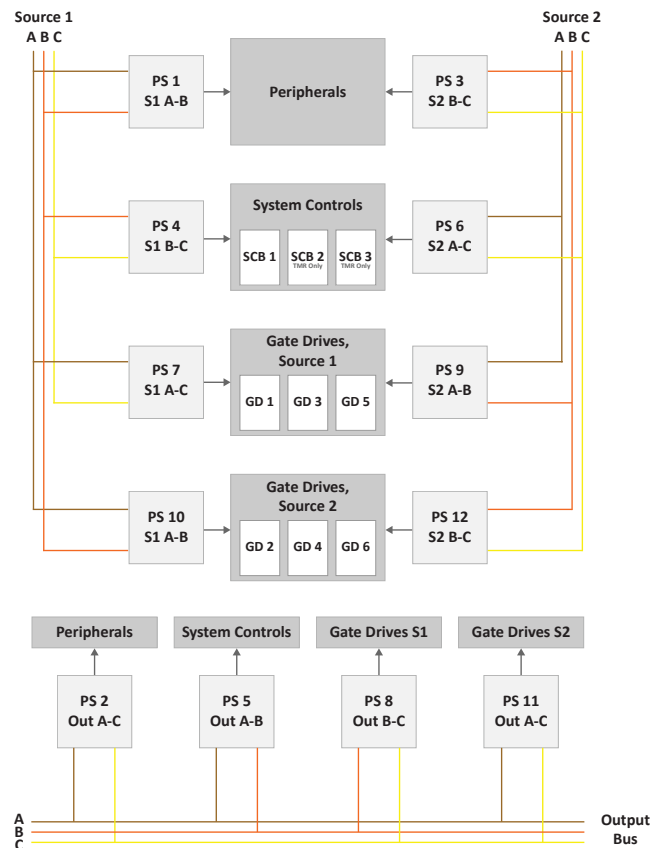 Source 1
A B C
Source 2
A B C
PS 1
S1 A-B
Peripherals
PS 3
S2 B-C
PS 4
S1 B-C
System Controls
SCB 1
SCB 2
TMR Only
SCB 3
TMR Only
PS 6
S2 A-C
PS 7
S1 A-C
Gate Drives,
Source 1
GD 1
GD 3
GD 5
PS 9
S2 A-B
PS 10
S1 A-B
Gate Drives,
Source 2
GD 2
GD 4
GD 6
PS 12
S2 B-C
Peripherals
System Controls
Gate Drives S1
Gate Drives S2
PS 2
Out A-C
PS 5
Out A-B
PS 8
Out B-C
PS 11
Out A-C
A
B
C
Output
Bus